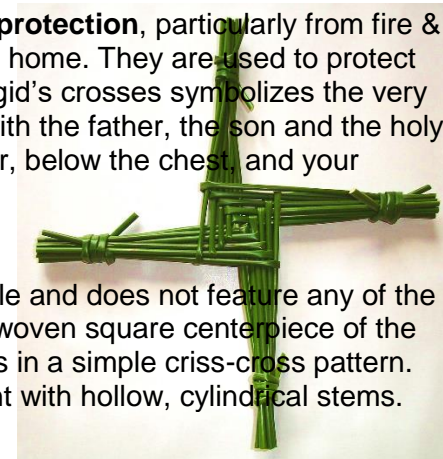 protection, particularly from fire &
home. They are used to protect
gid's crosses symbolizes the very
ith the father, the son and the holy
r, below the chest, and your
le and does not feature any of the
woven square centerpiece of the
s in a simple criss-cross pattern.
t with hollow, cylindrical stems.